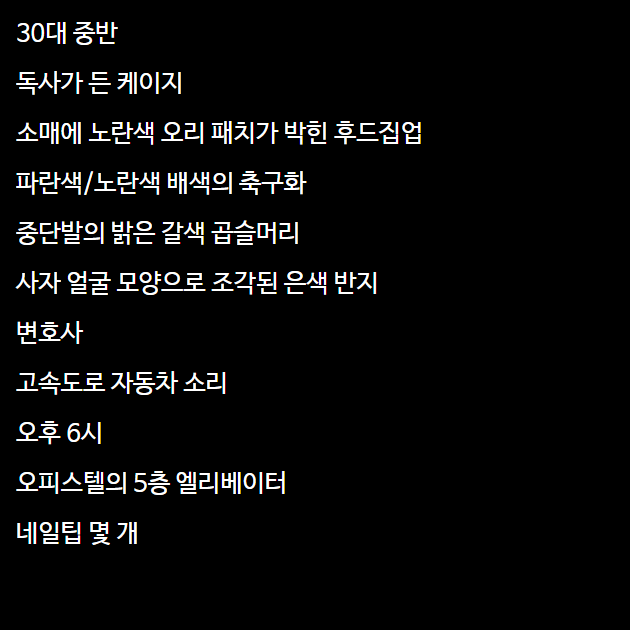 30대 중반
독사가 든 케이지
소매에 노란색 오리 패치가 박힌 후드집업
파란색/노란색 배색의 축구화
중단발의 밝은 갈색 곱슬머리
사자 얼굴 모양으로 조각된 은색 반지
변호사
고속도로 자동차 소리
오후 6시
오피스텔의 5층 엘리베이터
네일팁 몇 개